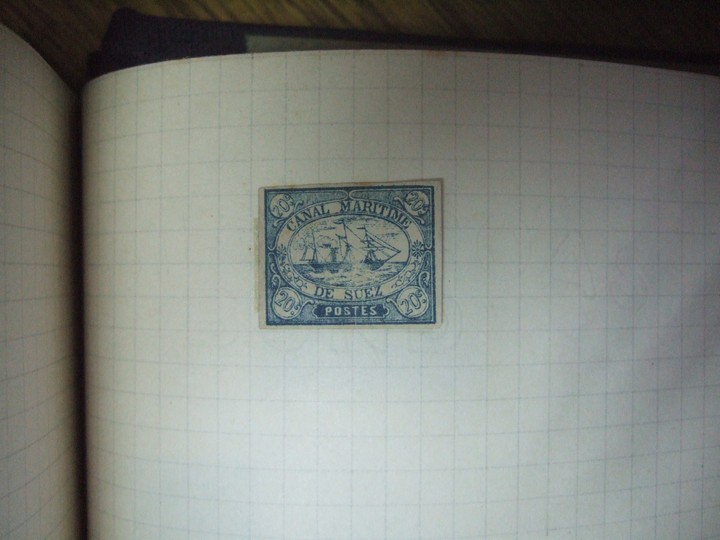 20c 20c
CANAL MARITIME
DE SUEZ
20c 20c
POSTES